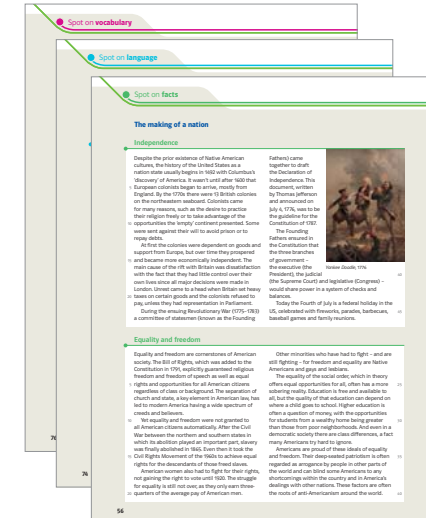 Spot on vocabulary
Spot on language
Spot on facts
The making of a nation
Independence
Despite the prior existence of Native American
cultures, the history of the United States as a
nation-state usually begins in 1492 with Columbus's
'discovery' of America. It wasn't until after 1600 that
5 European colonists began to arrive, mostly from
England. By the 1770s there were 13 British colonies
on the northeastern seaboard. Colonists came
for many reasons, such as the desire to practice
their religion freely or to take advantage of the
10 opportunities the 'empty' continent presented. Some
were sent against their will to avoid prison or to
repay debts.
At first the colonies were dependent on goods and
support from Europe, but over time they prospered
15 and became more economically independent. The
main cause of the rift with Britain was dissatisfaction
with the fact that they had little control over their
own lives since all major decisions were made in
London. Unrest came to a head when Britain set heavy
20 taxes on certain goods and the colonists refused to
pay, unless they had representation in Parliament.
During the ensuing Revolutionary War (1775–1783)
a committee of statesmen (known as the Founding
Fathers) came
together to draft
the Declaration of
Independence. This
document, written
by Thomas Jefferson
and announced on
July 4, 1776, was to be
the guideline for the
Constitution of 1787.
The Founding
Fathers ensured in
the Constitution that
the three branches
of government –
the executive (the
President), the judicial
(the Supreme Court) and legislative (Congress) –
would share power in a system of checks and
balances.
Today the Fourth of July is a federal holiday in the
US, celebrated with fireworks, parades, barbecues,
baseball games and family reunions.
Yankee Doodle, 1776
40
45
Equality and freedom
Equality and freedom are cornerstones of American
society. The Bill of Rights, which was added to the
Constitution in 1791, explicitly guaranteed religious
freedom and freedom of speech as well as equal
5 rights and opportunities for all American citizens
regardless of class or background. The separation of
church and state, a key element in American law, has
led to modern America having a wide spectrum of
creeds and believers.
10 Yet equality and freedom were not granted to
all American citizens automatically. After the Civil
War between the northern and southern states in
which its abolition played an important part, slavery
was finally abolished in 1865. Even then it took the
15 Civil Rights Movement of the 1960s to achieve equal
rights for the descendants of those freed slaves.
American women also had to fight for their rights,
not gaining the right to vote until 1920. The struggle
for equality is still not over, as they only earn three-
20 quarters of the average pay of American men.
Other minorities who have had to fight – and are
still fighting – for freedom and equality are Native
Americans and gays and lesbians.
The equality of the social order, which in theory
offers equal opportunities for all, often has a more 25
sobering reality. Education is free and available to
all, but the quality of that education can depend on
where a child goes to school. Higher education is
often a question of money, with the opportunities
for students from a wealthy home being greater 30
than those from poor neighborhoods. And even in a
democratic society there are class differences, a fact
many Americans try hard to ignore.
Americans are proud of these ideals of equality
and freedom. Their deep-seated patriotism is often 35
regarded as arrogance by people in other parts of
the world and can blind some Americans to any
shortcomings within the country and in America's
dealings with other nations. These factors are often
the roots of anti-Americanism around the world. 40
76
74
56